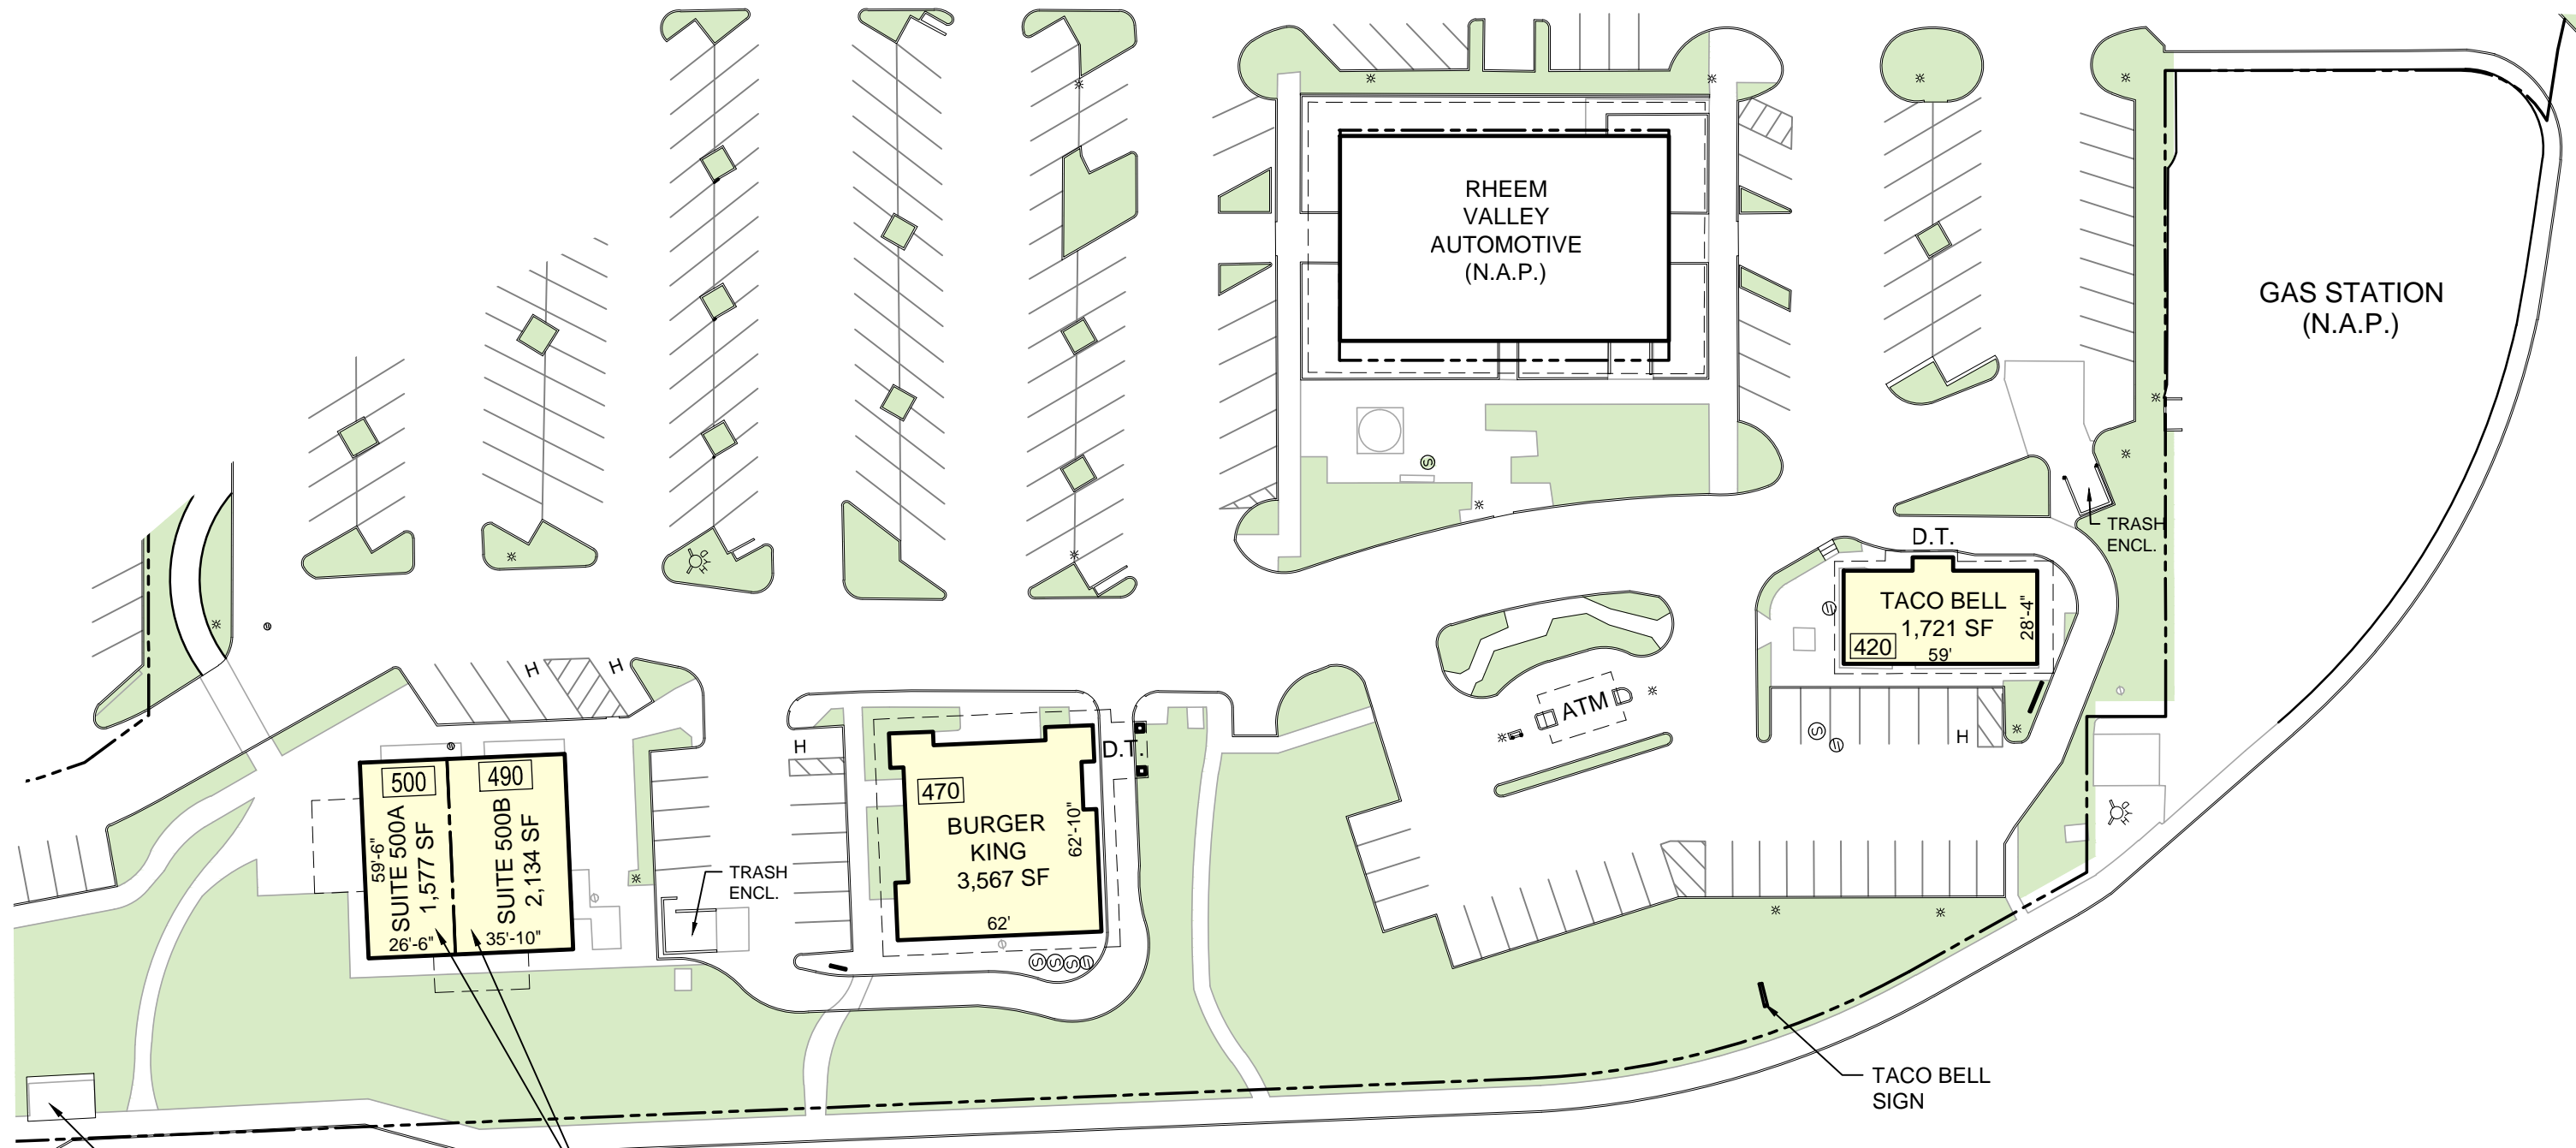 RHEEM
VALLEY
AUTOMOTIVE
(N.A.P.)
GAS STATION
(N.A.P.)
TRASH
ENCL.
D.T.
TACO BELL
1,721 SF
28'-4"
420
59'
HY
H
H
ATM
S
H
HY
S
500
490
SUITE 500A
1,577 SF
59'-6"
26'-6"
SUITE 500B
2,134 SF
35'-10"
TRASH
ENCL.
H
D.T.
470
BURGER
KING
3,567 SF
62'-10"
62'
S
S
S
TACO BELL
SIGN